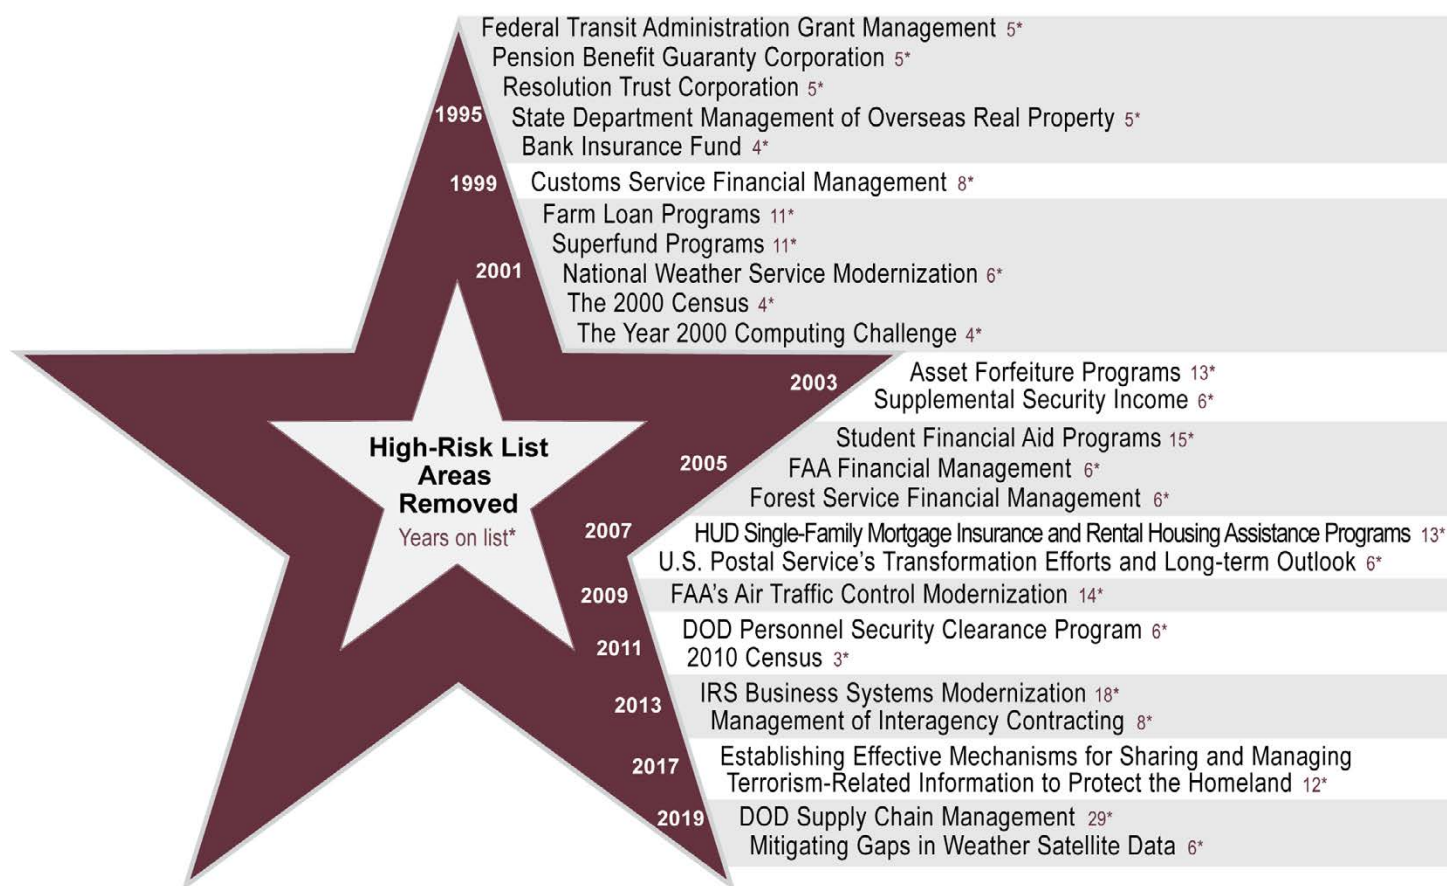 Federal Transit Administration Grant Management 5*
Pension Benefit Guaranty Corporation 5*
Resolution Trust Corporation 5*
1995 State Department Management of Overseas Real Property 5*
Bank Insurance Fund 4*
1999 Customs Service Financial Management 8*
Farm Loan Programs 11*
Superfund Programs 11*
2001 National Weather Service Modernization 6*
The 2000 Census 4*
The Year 2000 Computing Challenge 4*
2003 Asset Forfeiture Programs 13*
Supplemental Security Income 6*
Student Financial Aid Programs 15*
2005 FAA Financial Management 6*
Forest Service Financial Management 6*
2007 HUD Single-Family Mortgage Insurance and Rental Housing Assistance Programs 13*
U.S. Postal Service's Transformation Efforts and Long-term Outlook 6*
2009 FAA's Air Traffic Control Modernization 14*
DOD Personnel Security Clearance Program 6*
2011 2010 Census 3*
IRS Business Systems Modernization 18*
2013 Management of Interagency Contracting 8*
Establishing Effective Mechanisms for Sharing and Managing
2017 Terrorism-Related Information to Protect the Homeland 12*
2019 DOD Supply Chain Management 29*
Mitigating Gaps in Weather Satellite Data 6*
High-Risk List
Areas
Removed
Years on list*